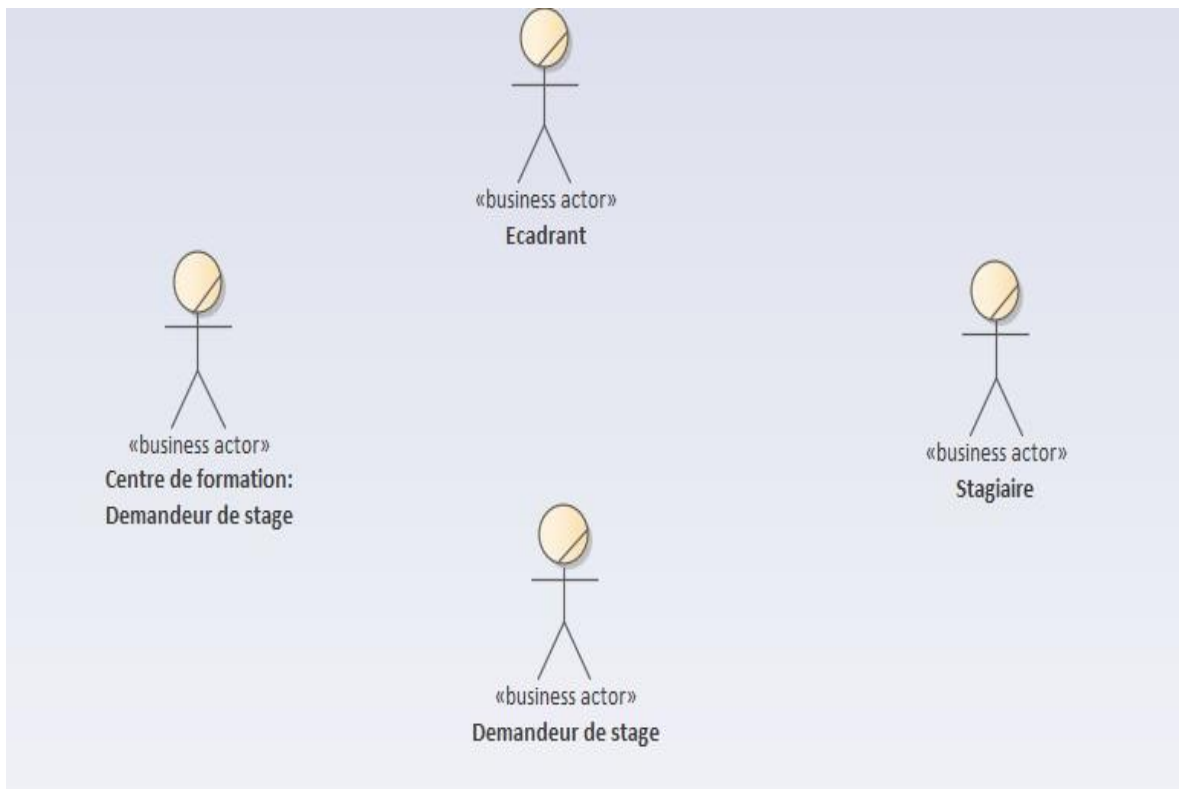 «business actor»
Ecadrant
«business actor»
Centre de formation:
Demandeur de stage
«business actor»
Stagiaire
«business actor»
Demandeur de stage